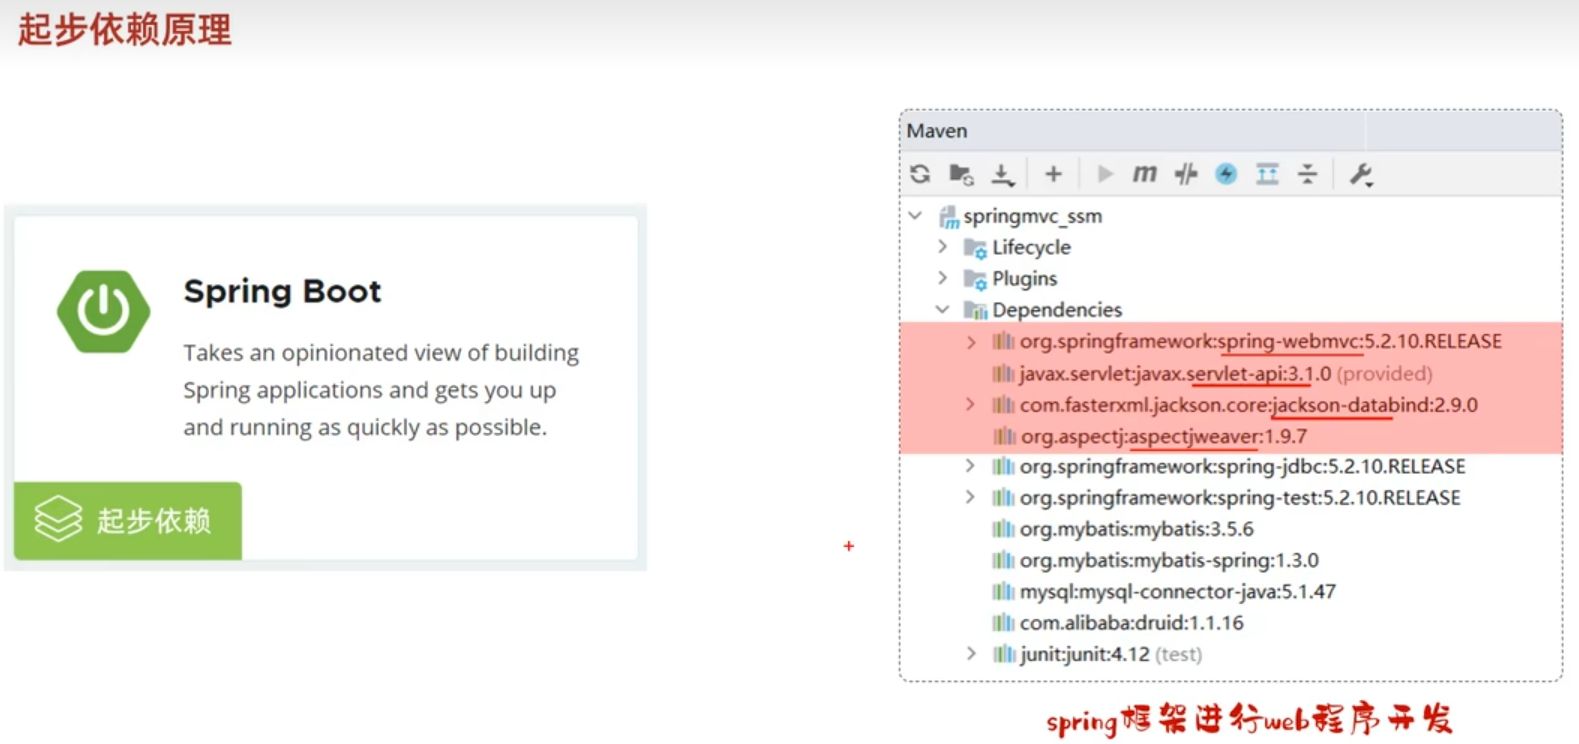 起步依赖原理
Spring Boot
Takes an opinionated view of building
Spring applications and gets you up
and running as quickly as possible.
起步依赖
Maven
springmvc_ssm
Lifecycle
Plugins
Dependencies
org.springframework:spring-webmvc:5.2.10.RELEASE
javax.servlet:javax.servlet-api:3.1.0 (provided)
com.fasterxml.jackson.core:jackson-databind:2.9.0
org.aspectj:aspectjweaver:1.9.7
org.springframework:spring-jdbc:5.2.10.RELEASE
org.springframework:spring-test:5.2.10.RELEASE
org.mybatis:mybatis:3.5.6
org.mybatis:mybatis-spring:1.3.0
mysql:mysql-connector-java:5.1.47
com.alibaba:druid:1.1.16
junit:junit:4.12 (test)
spring框架进行web程序开发